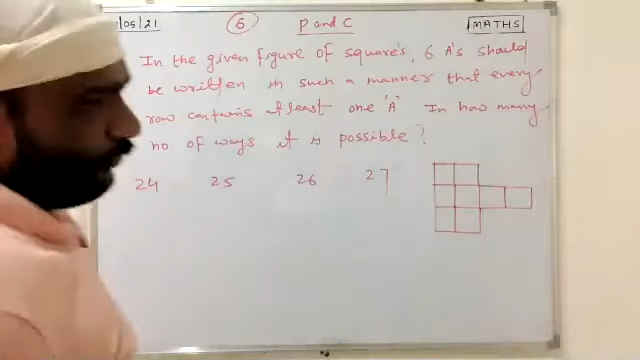 /05/21 6 P and C MATHS
In the given figure of square's, 6 A's should
be written in such a manner that every
row contains atleast one 'A' In how many
no. of ways it is possible?
24 25 26 27